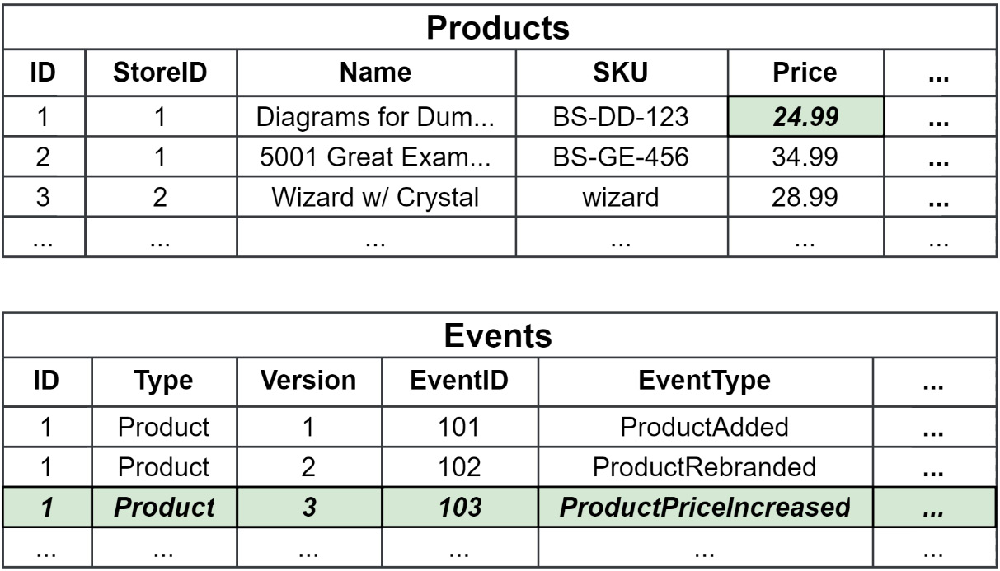 Products
ID StoreID Name SKU Price ...
1 1 Diagrams for Dum... BS-DD-123 24.99 ...
2 1 5001 Great Exam... BS-GE-456 34.99 ...
3 2 Wizard w/ Crystal wizard 28.99 ...
... ... ... ... ... ...
Events
ID Type Version EventID EventType ...
1 Product 1 101 ProductAdded ...
1 Product 2 102 ProductRebranded ...
1 Product 3 103 ProductPriceIncreased ...
... ... ... ... ... ...